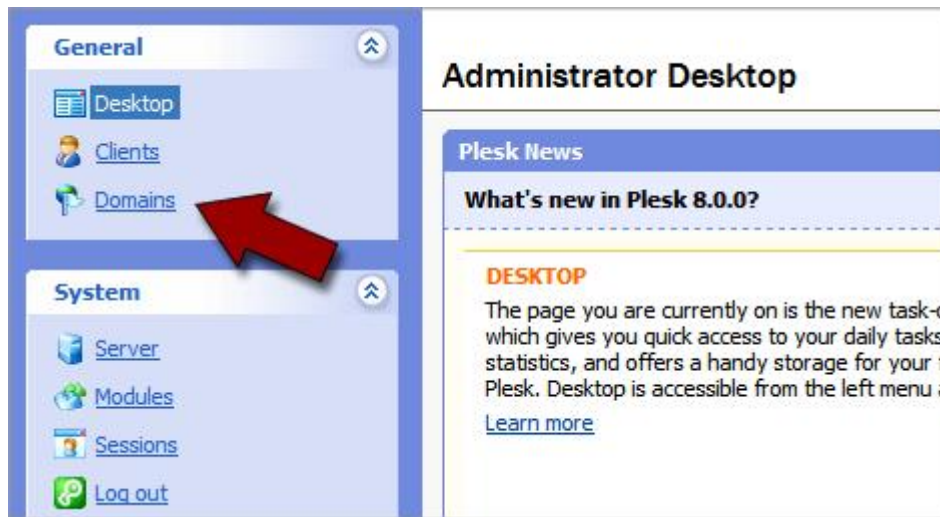 General
Desktop
Clients
Domains
System
Server
Modules
Sessions
Log out
Administrator Desktop
Plesk News
What's new in Plesk 8.0.0?
DESKTOP
The page you are currently on is the new task-
which gives you quick access to your daily tasks
statistics, and offers a handy storage for your
Plesk. Desktop is accessible from the left menu
Learn more